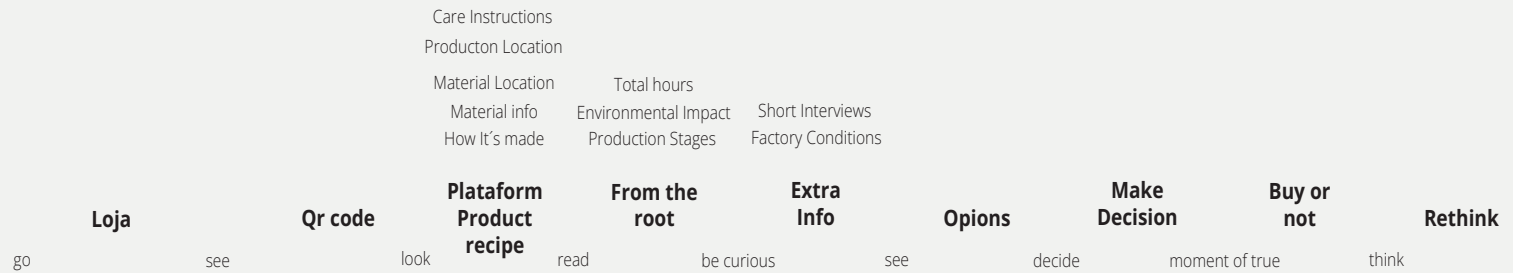 Care Instructions
Producton Location
Material Location
Material info
How It´s made
Total hours
Environmental Impact
Production Stages
Short Interviews
Factory Conditions
Loja
Qr code
Plataform
Product
recipe
From the
root
Extra
Info
Opions
Make
Decision
Buy or
not
Rethink
go
see
look
read
be curious
see
decide
moment of true
think